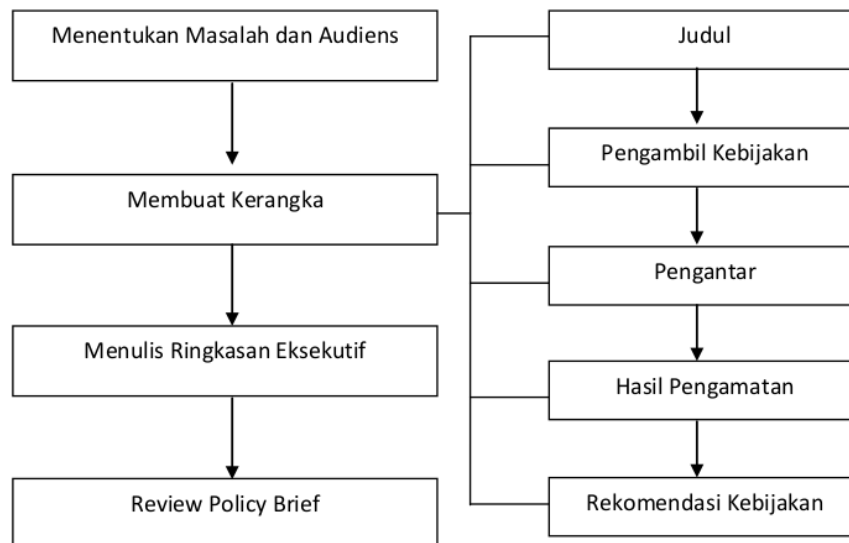 Menentukan Masalah dan Audiens
Membuat Kerangka
Menulis Ringkasan Eksekutif
Review Policy Brief
Judul
Pengambil Kebijakan
Pengantar
Hasil Pengamatan
Rekomendasi Kebijakan